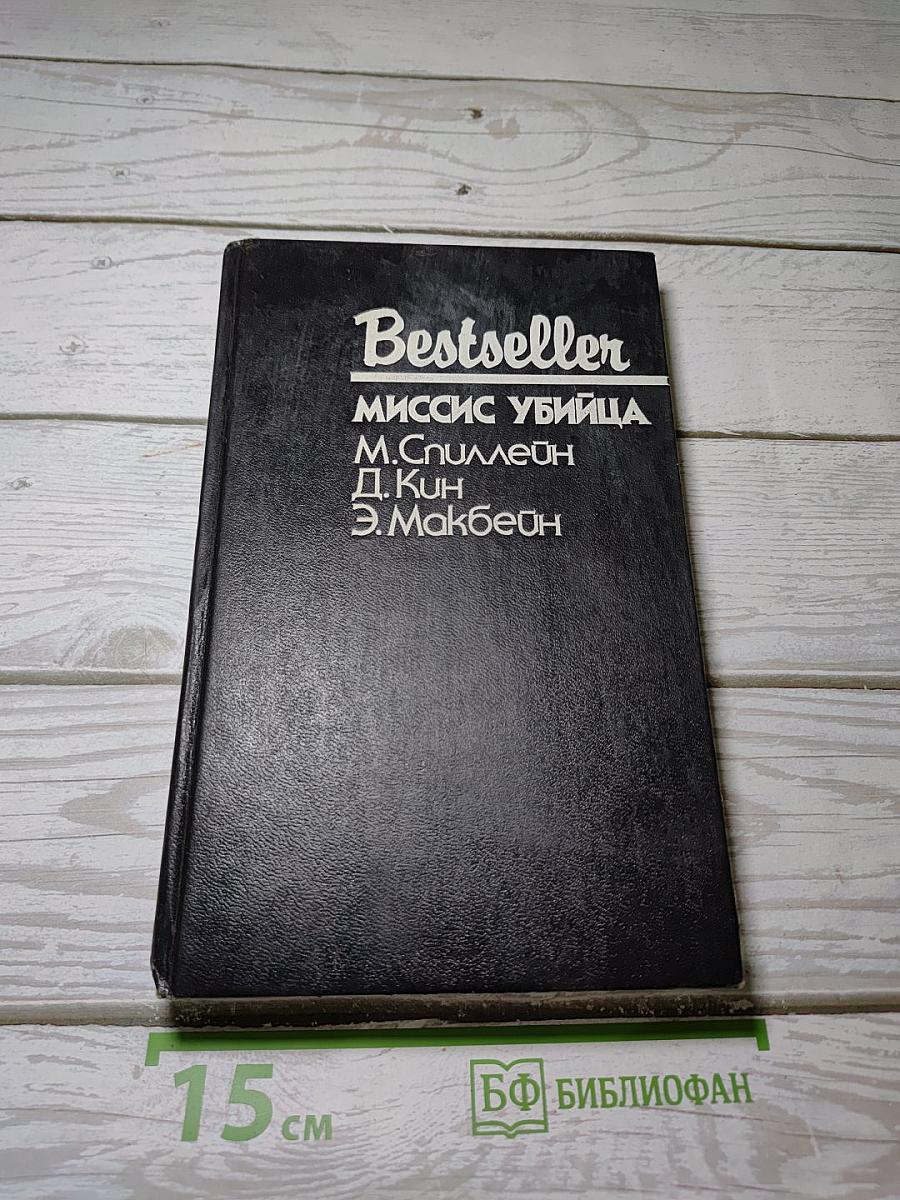 Bestseller
МИССИС УБИЙЦА
М. Спиллейн
Д. Кин
Э. Макбейн
15 см
БФ БИБЛИОФАН